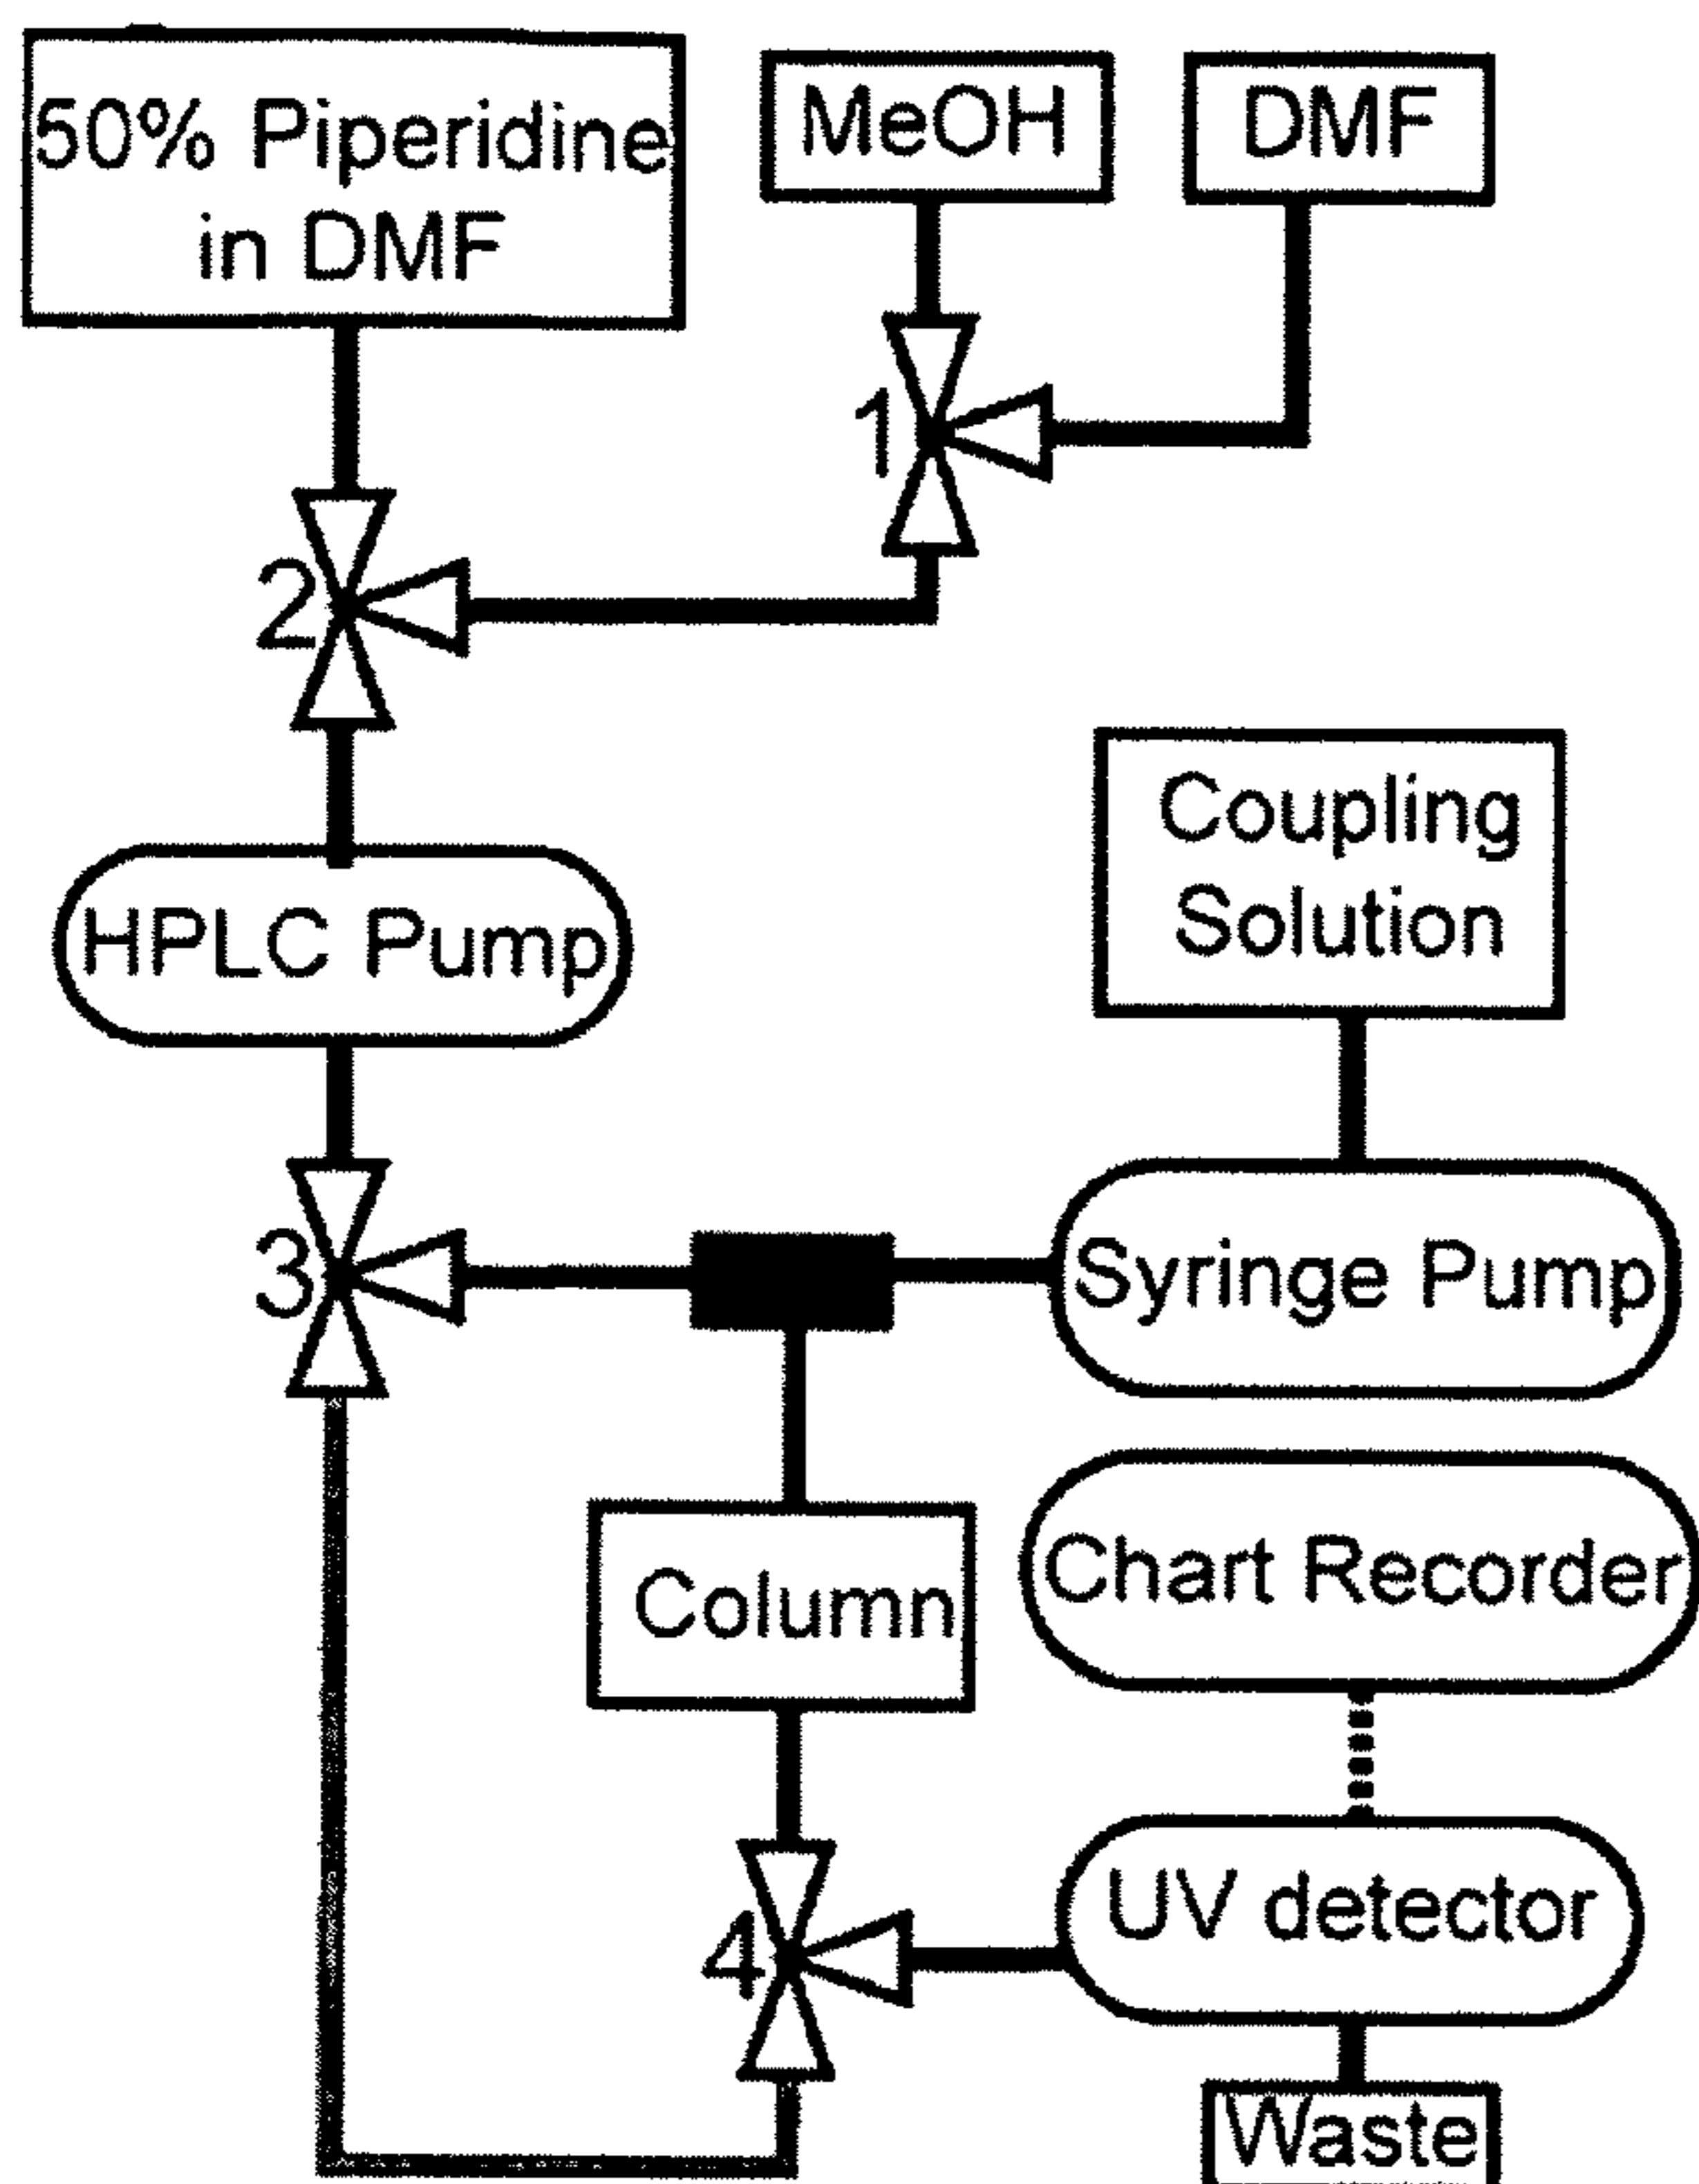 50% Piperidine
in DMF
MeOH
DMF
1
2
HPLC Pump
Coupling
Solution
3
Syringe Pump
Column
Chart Recorder
4
UV detector
Waste